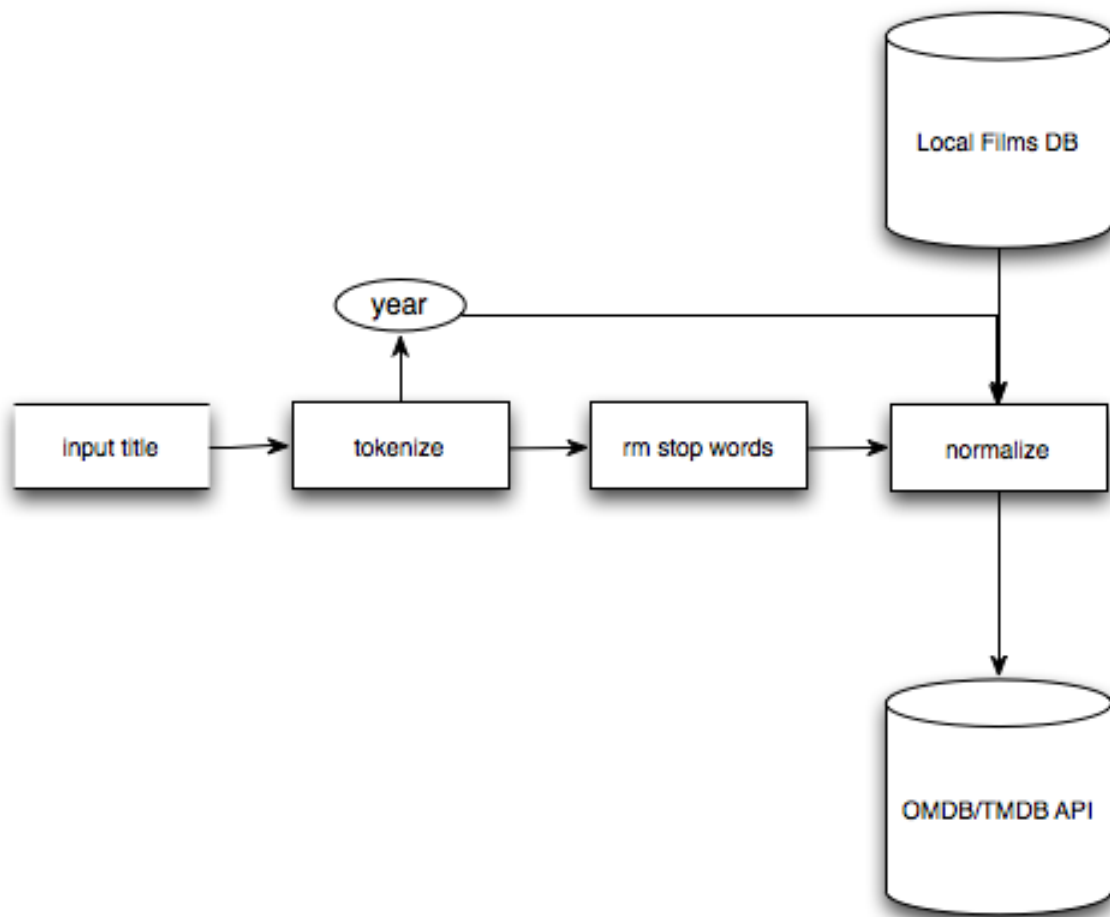 Local Films DB
year
input title
tokenize
rm stop words
normalize
OMDB/TMDB API